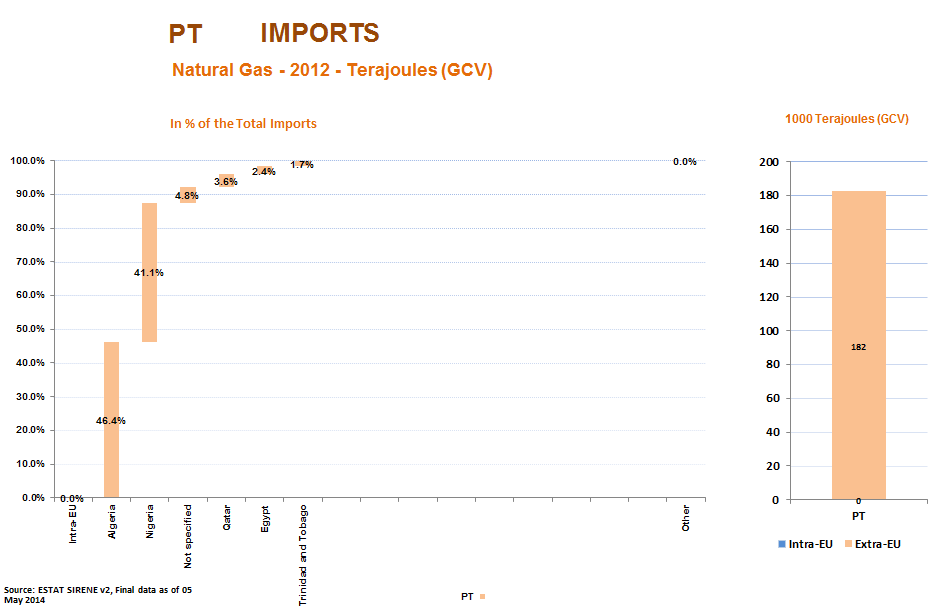 PT IMPORTS
Natural Gas - 2012 - Terajoules (GCV)
In % of the Total Imports
100.0%
90.0%
80.0%
70.0%
60.0%
50.0%
40.0%
30.0%
20.0%
10.0%
0.0%
0.0%
46.4%
41.1%
4.8%
3.6%
2.4%
1.7%
0.0%
Intra-EU
Algeria
Nigeria
Not specified
Qatar
Egypt
Trinidad and Tobago
Other
PT
1000 Terajoules (GCV)
200
180
160
140
120
100
80
60
40
20
0
182
0
PT
Intra-EU Extra-EU
Source: ESTAT SIRENE v2, Final data as of 05
May 2014